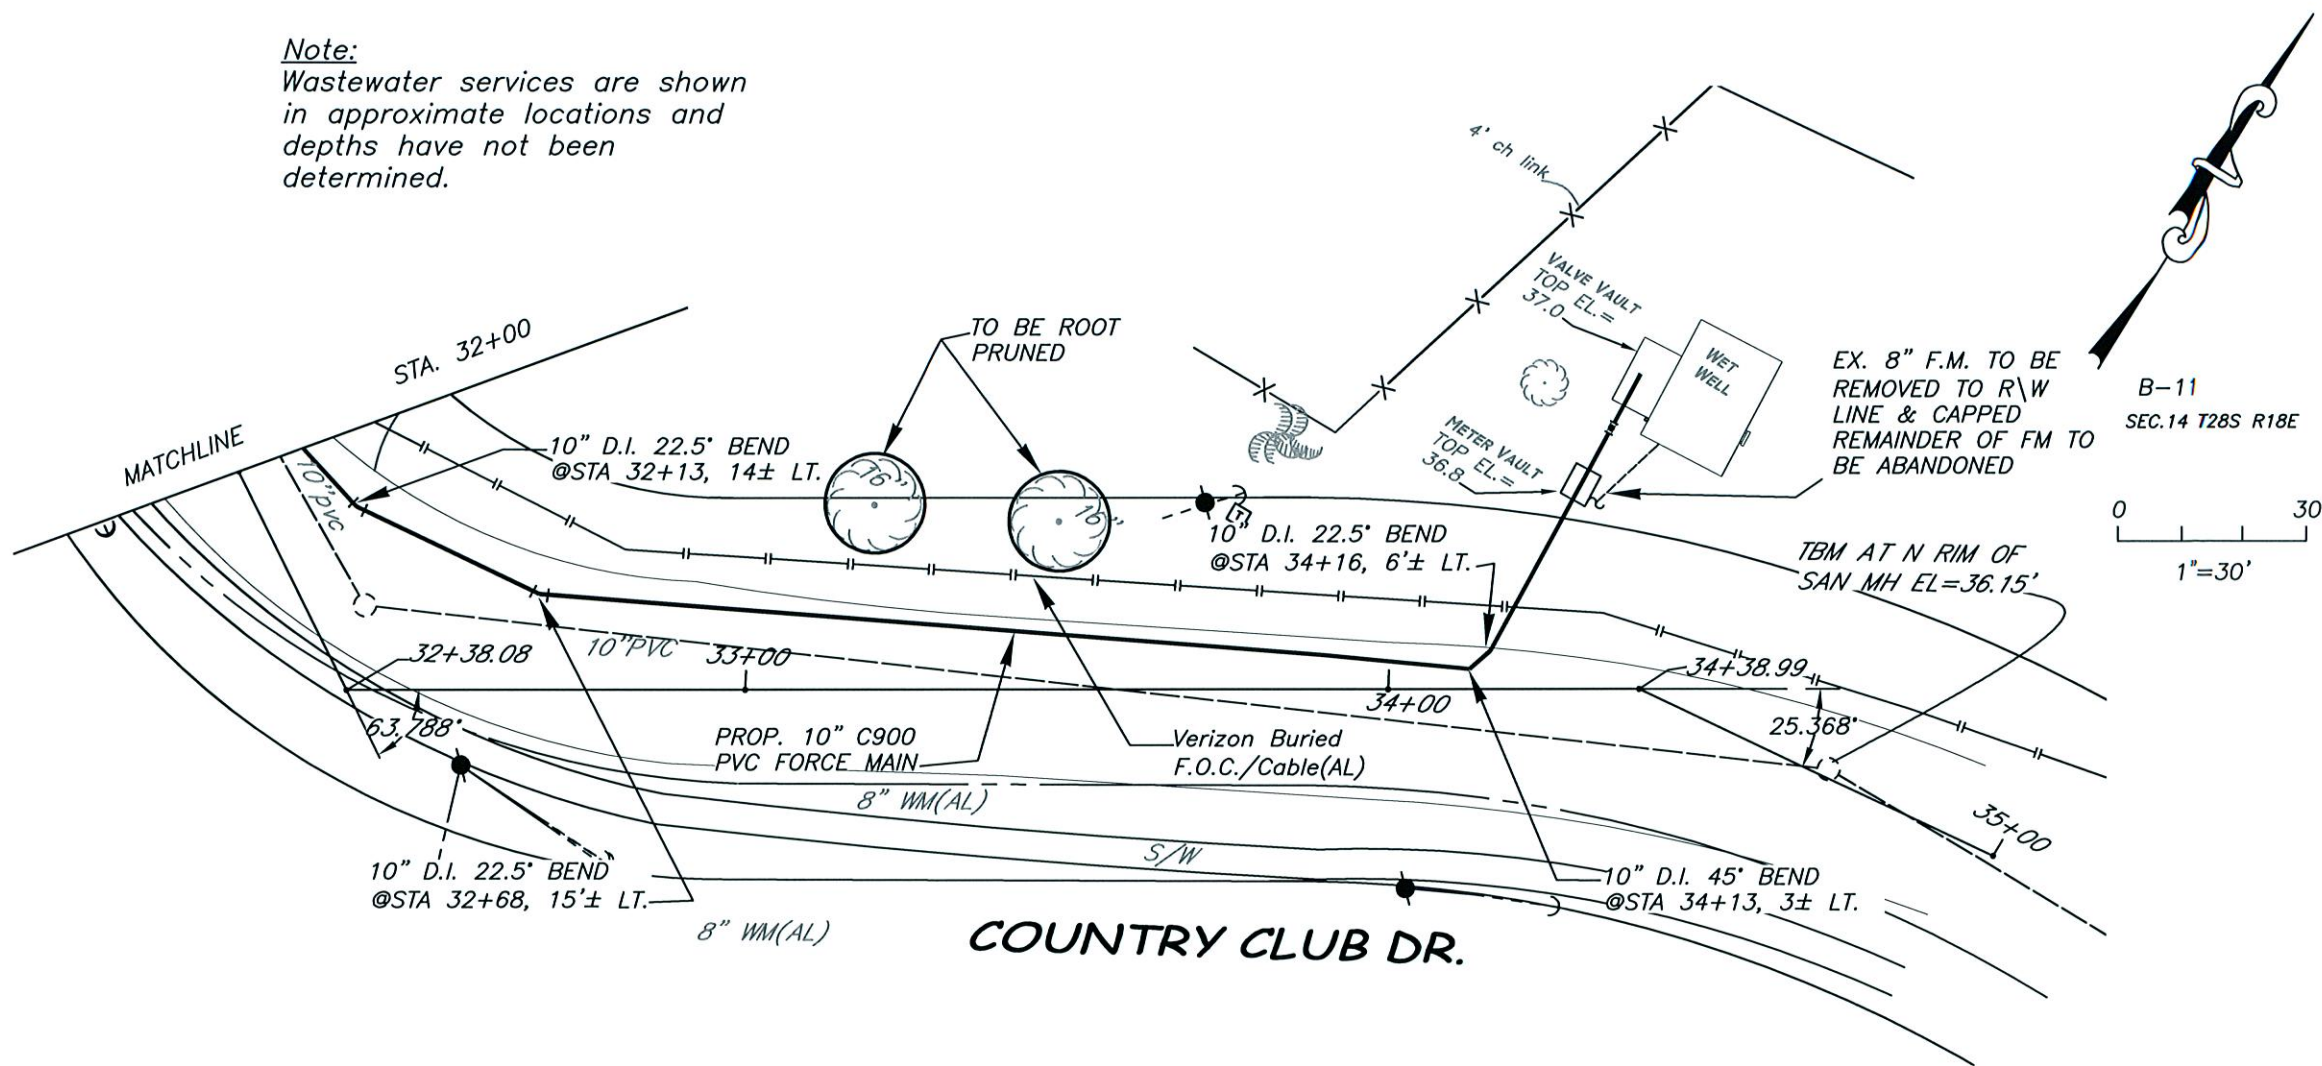 Note:
Wastewater services are shown
in approximate locations and
depths have not been
determined.
4' ch link
VALVE VAULT
TOP EL.=
37.0
WET
WELL
METER VAULT
TOP EL.=
36.8
EX. 8" F.M. TO BE
REMOVED TO R\W
LINE & CAPPED
REMAINDER OF FM TO
BE ABANDONED
B-11
SEC.14 T28S R18E
0 30
1"=30'
STA. 32+00
MATCHLINE
TO BE ROOT
PRUNED
10" D.I. 22.5° BEND
@STA 32+13, 14± LT.
10"pvc
16"
16"
T
10" D.I. 22.5° BEND
@STA 34+16, 6'± LT.
TBM AT N RIM OF
SAN MH EL=36.15'
32+38.08
10"PVC
33+00
34+00
34+38.99
63.788°
25.368°
PROP. 10" C900
PVC FORCE MAIN
Verizon Buried
F.O.C./Cable(AL)
8" WM(AL)
S/W
35+00
10" D.I. 22.5° BEND
@STA 32+68, 15'± LT.
10" D.I. 45° BEND
@STA 34+13, 3± LT.
8" WM(AL)
COUNTRY CLUB DR.